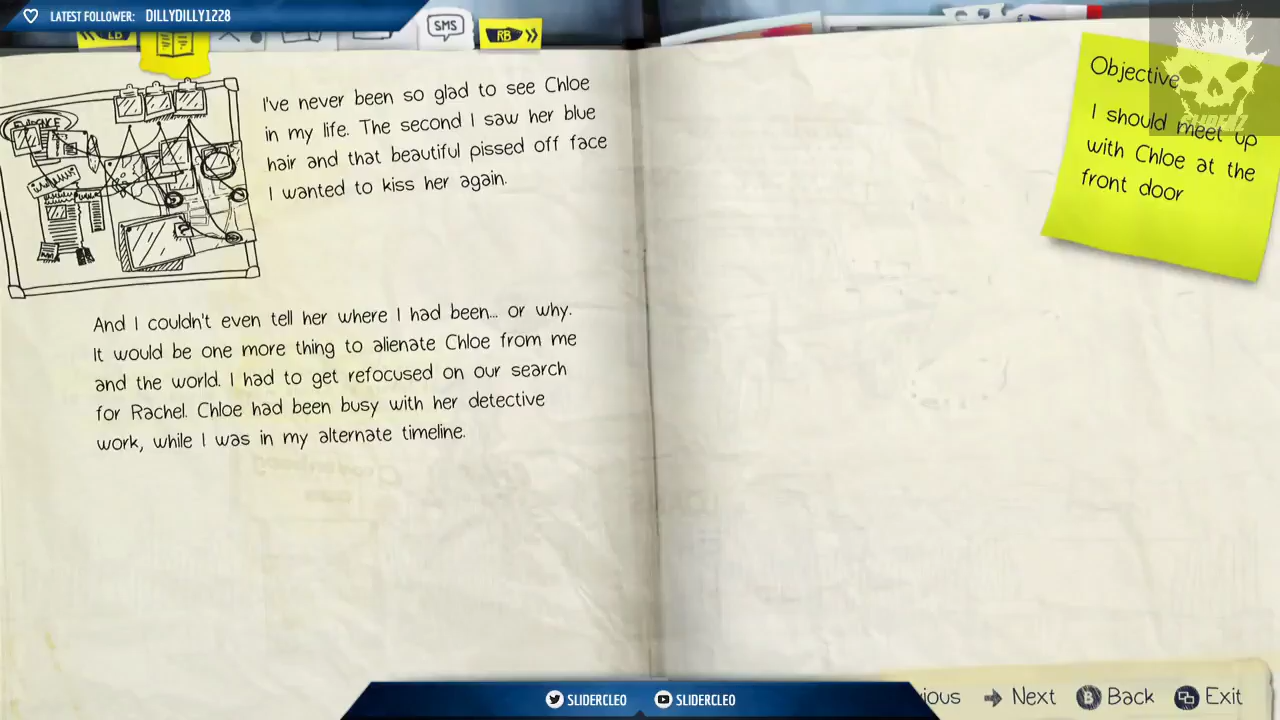 LATEST FOLLOWER: DILLYDILLY1228
LB
SMS
RB
EVIDENCE
I've never been so glad to see Chloe
in my life. The second I saw her blue
hair and that beautiful pissed off face
I wanted to kiss her again.
And I couldn't even tell her where I had been... or why.
It would be one more thing to alienate Chloe from me
and the world. I had to get refocused on our search
for Rachel. Chloe had been busy with her detective
work, while I was in my alternate timeline.
Objective
I should meet up
with Chloe at the
front door
SLIDERZ
SLIDERCLEO
SLIDERCLEO
ious
Next
B Back
Exit